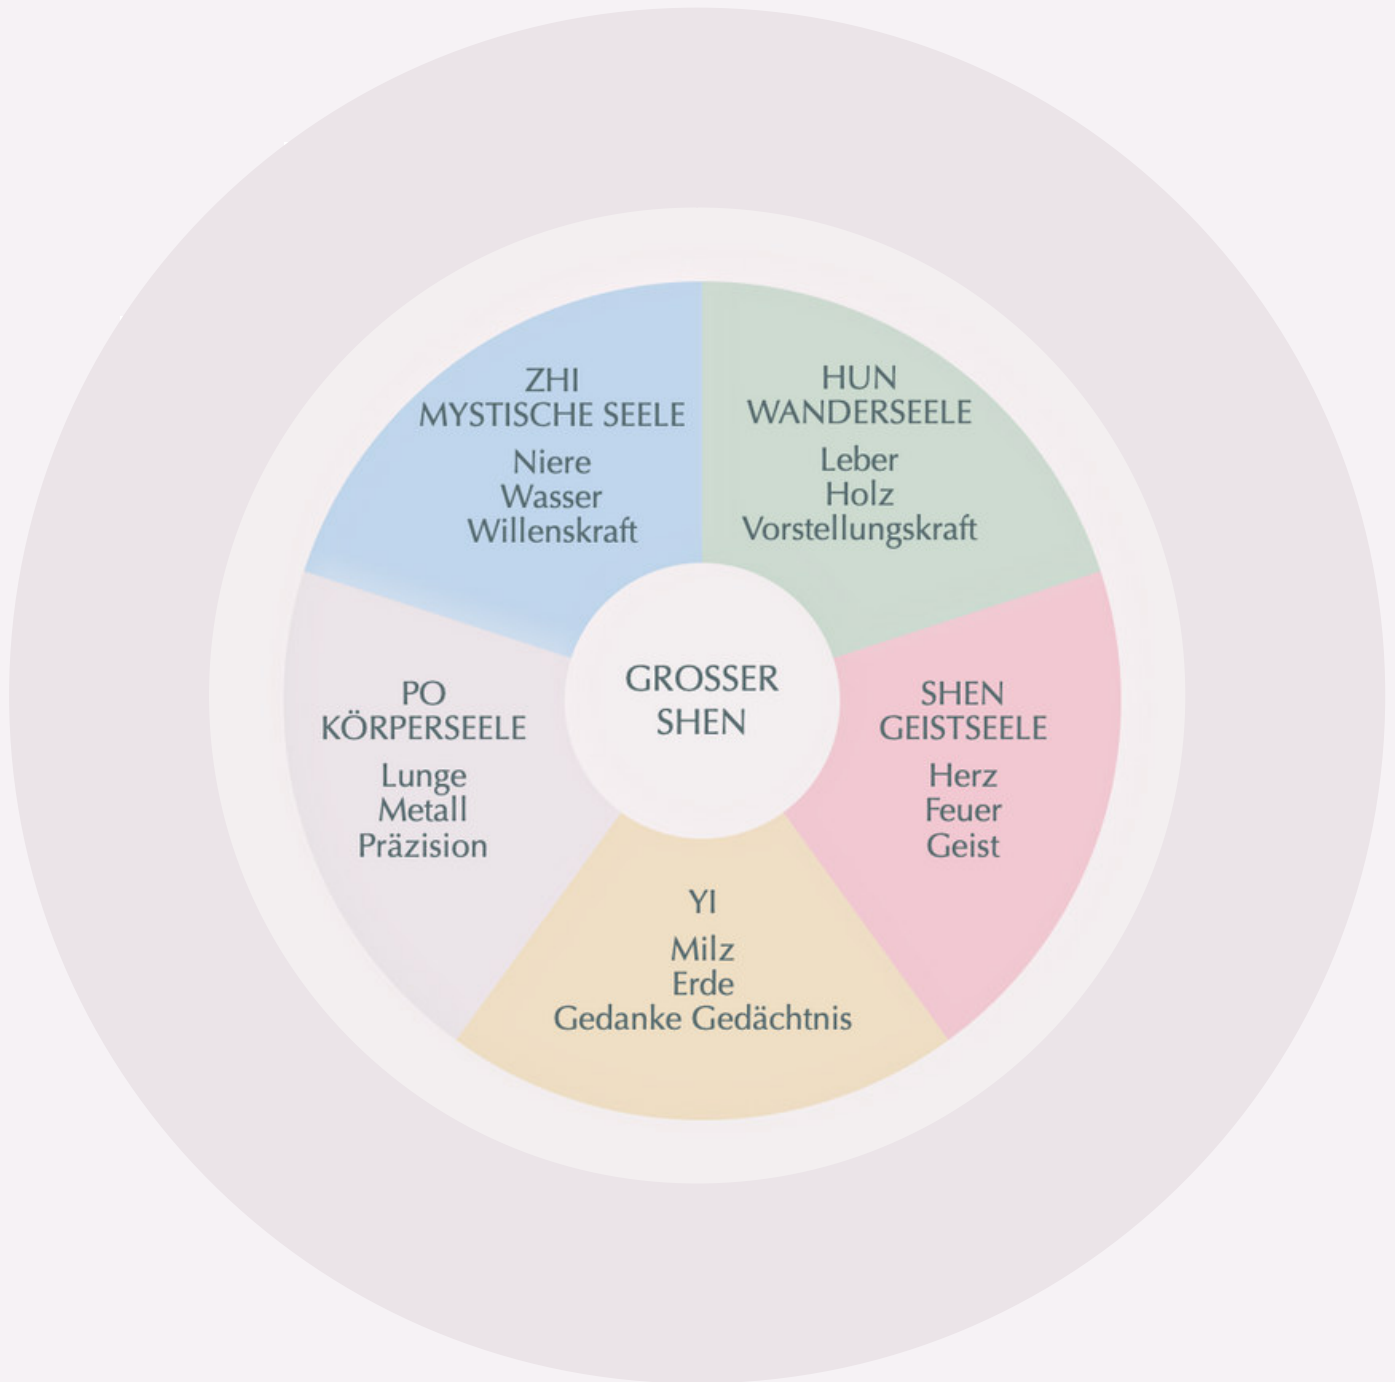 ZHI
MYSTISCHE SEELE
Niere
Wasser
Willenskraft
HUN
WANDERSEELE
Leber
Holz
Vorstellungskraft
GROSSER
SHEN
PO
KÖRPERSEELE
Lunge
Metall
Präzision
SHEN
GEISTSEELE
Herz
Feuer
Geist
YI
Milz
Erde
Gedanke Gedächtnis